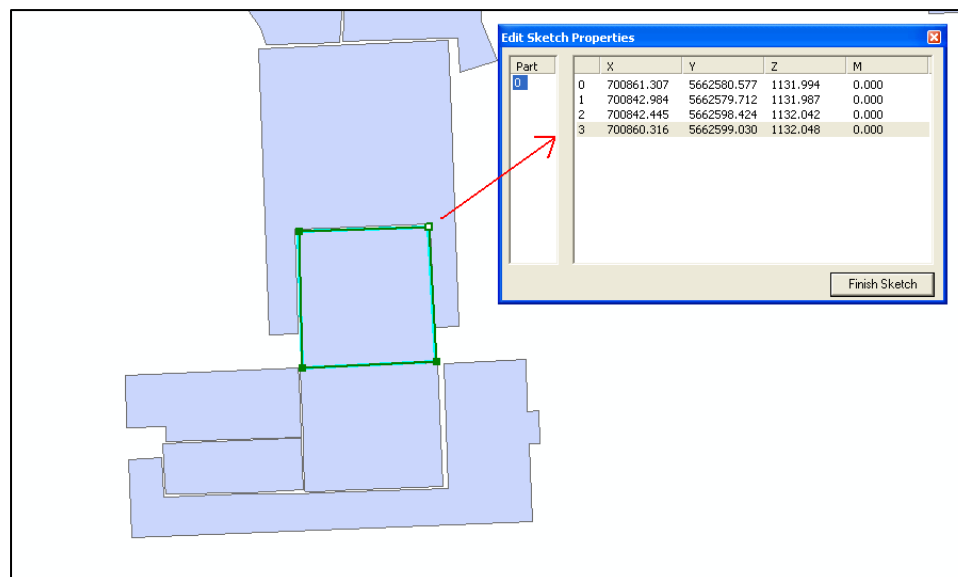 Edit Sketch Properties
Part
0
X Y Z M
0 700861.307 5662580.577 1131.994 0.000
1 700842.984 5662579.712 1131.987 0.000
2 700842.445 5662598.424 1132.042 0.000
3 700860.316 5662599.030 1132.048 0.000
Finish Sketch